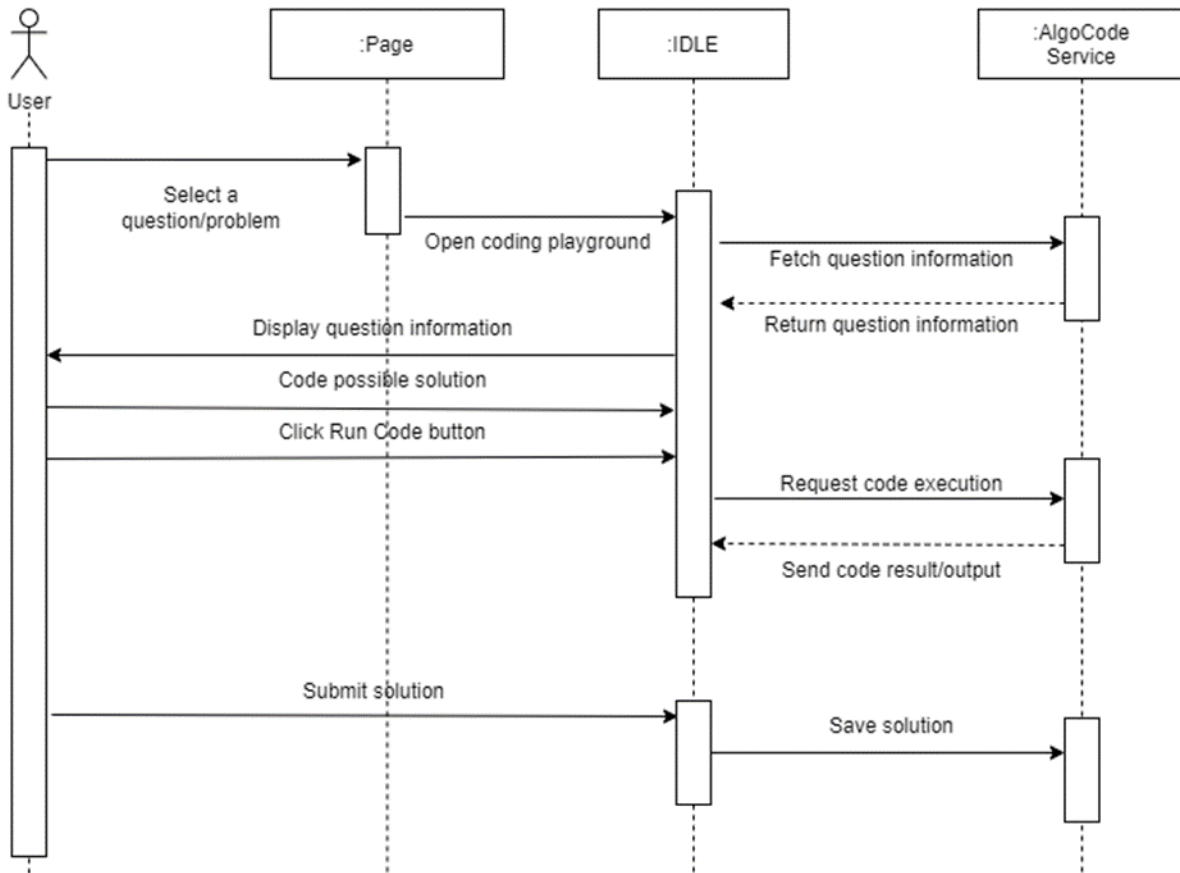 :Page
:IDLE
:AlgoCode
Service
User
Select a
question/problem
Open coding playground
Fetch question information
Return question information
Display question information
Code possible solution
Click Run Code button
Request code execution
Send code result/output
Submit solution
Save solution